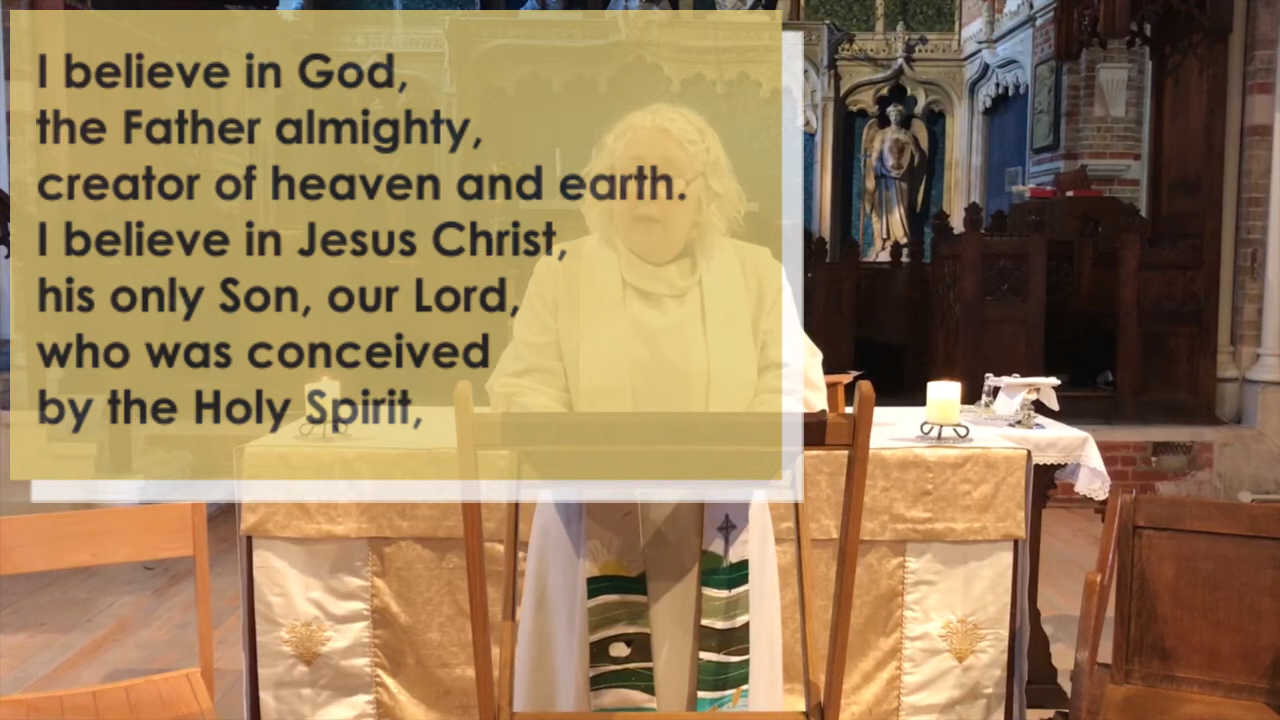 I believe in God,
the Father almighty,
creator of heaven and earth.
I believe in Jesus Christ,
his only Son, our Lord,
who was conceived
by the Holy Spirit,